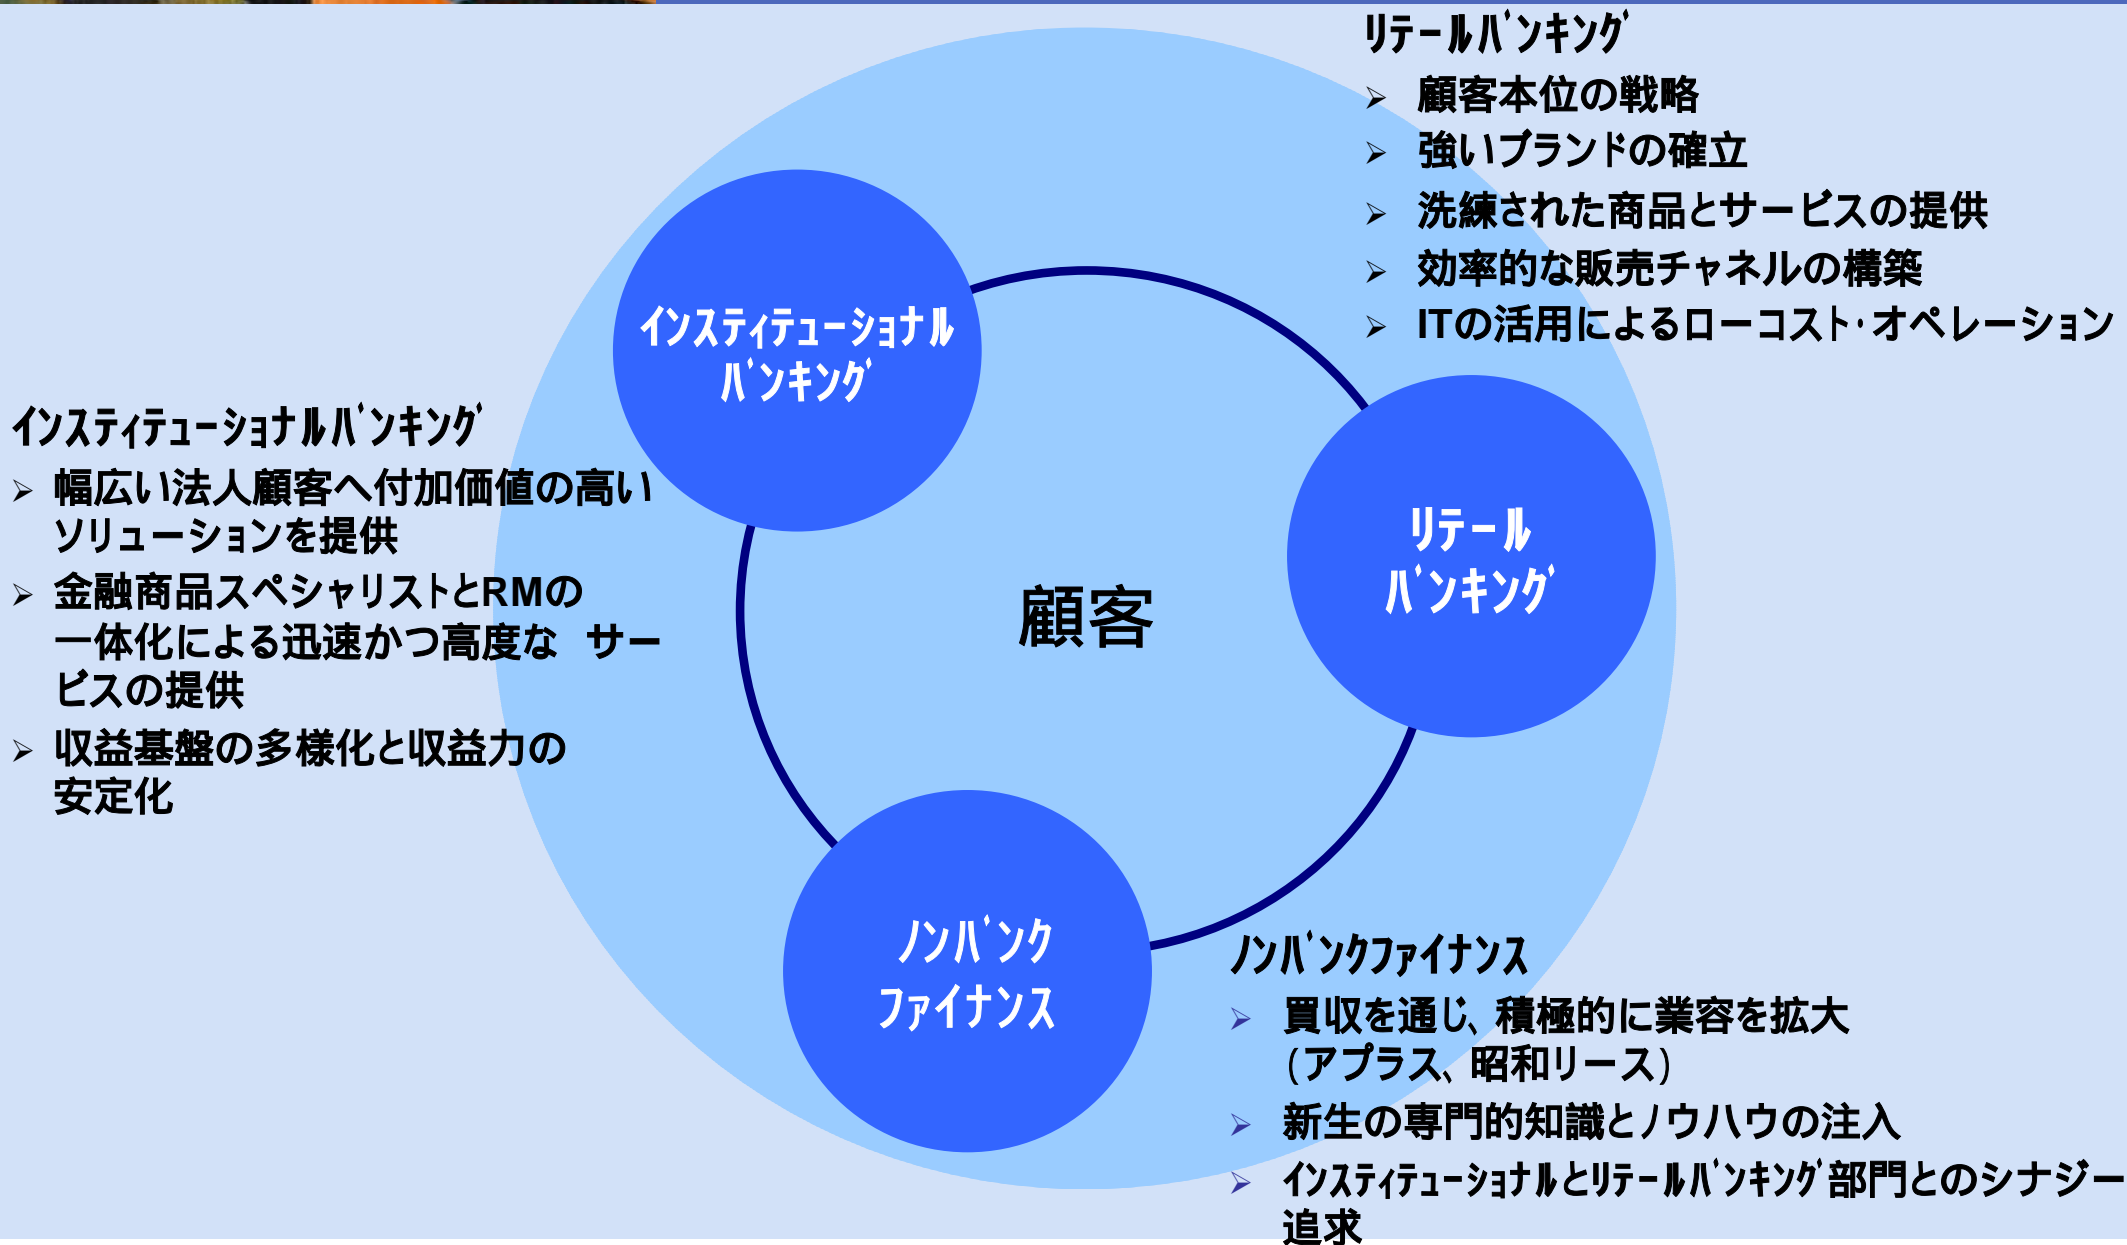 ﾘﾃｰﾙﾊﾞﾝｷﾝｸﾞ
➢ 顧客本位の戦略
➢ 強いブランドの確立
➢ 洗練された商品とサービスの提供
➢ 効率的な販売チャネルの構築
➢ ITの活用によるローコスト・オペレーション
ｲﾝｽﾃｨﾃｭｰｼｮﾅﾙ
ﾊﾞﾝｷﾝｸﾞ
ｲﾝｽﾃｨﾃｭｰｼｮﾅﾙﾊﾞﾝｷﾝｸﾞ
➢ 幅広い法人顧客へ付加価値の高い
ソリューションを提供
➢ 金融商品スペシャリストとRMの
一体化による迅速かつ高度な　サー
ビスの提供
➢ 収益基盤の多様化と収益力の
安定化
顧客
ﾘﾃｰﾙ
ﾊﾞﾝｷﾝｸﾞ
ﾉﾝﾊﾞﾝｸ
ﾌｧｲﾅﾝｽ
ﾉﾝﾊﾞﾝｸﾌｧｲﾅﾝｽ
➢ 買収を通じ、積極的に業容を拡大
(アプラス、昭和リース)
➢ 新生の専門的知識とノウハウの注入
➢ ｲﾝｽﾃｨﾃｭｰｼｮﾅﾙとﾘﾃｰﾙﾊﾞﾝｷﾝｸﾞ部門とのシナジー
追求